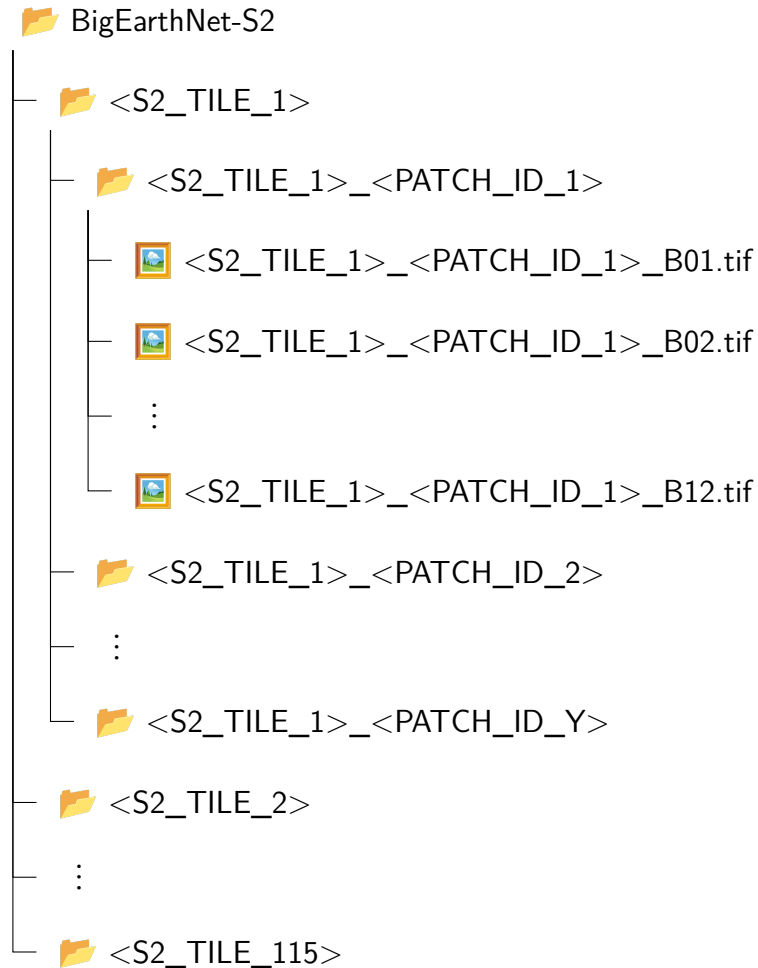 BigEarthNet-S2
<S2_TILE_1>
<S2_TILE_1>_<PATCH_ID_1>
<S2_TILE_1>_<PATCH_ID_1>_B01.tif
<S2_TILE_1>_<PATCH_ID_1>_B02.tif
⋮
<S2_TILE_1>_<PATCH_ID_1>_B12.tif
<S2_TILE_1>_<PATCH_ID_2>
⋮
<S2_TILE_1>_<PATCH_ID_Y>
<S2_TILE_2>
⋮
<S2_TILE_115>